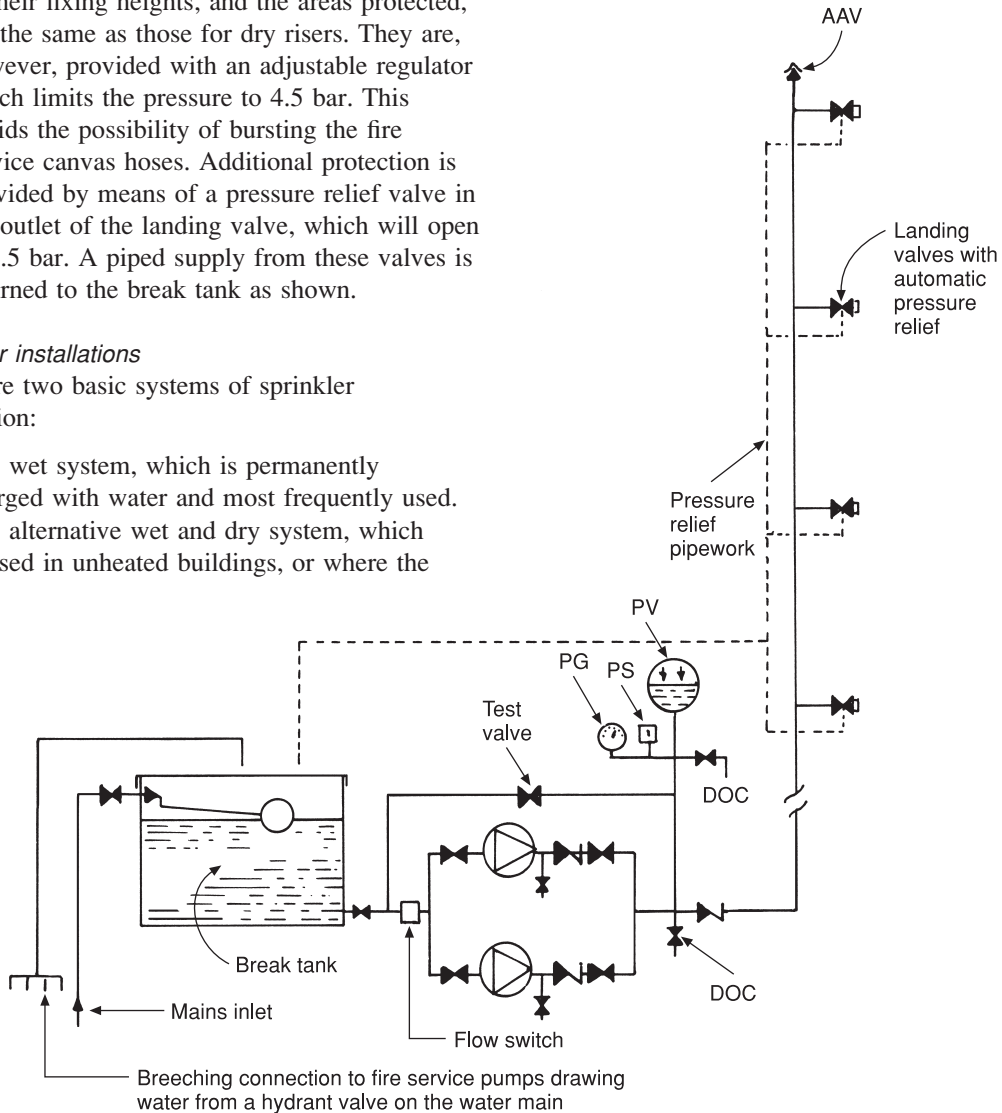 heir fixing heights, and the areas protected,
the same as those for dry risers. They are,
vever, provided with an adjustable regulator
ch limits the pressure to 4.5 bar. This
ids the possibility of bursting the fire
vice canvas hoses. Additional protection is
vided by means of a pressure relief valve in
outlet of the landing valve, which will open
.5 bar. A piped supply from these valves is
rned to the break tank as shown.
r installations
re two basic systems of sprinkler
ion:
wet system, which is permanently
rged with water and most frequently used.
alternative wet and dry system, which
sed in unheated buildings, or where the
AAV
Landing
valves with
automatic
pressure
relief
Pressure
relief
pipework
PV
PG
PS
Test
valve
DOC
Break tank
DOC
Mains inlet
Flow switch
Breeching connection to fire service pumps drawing
water from a hydrant valve on the water main